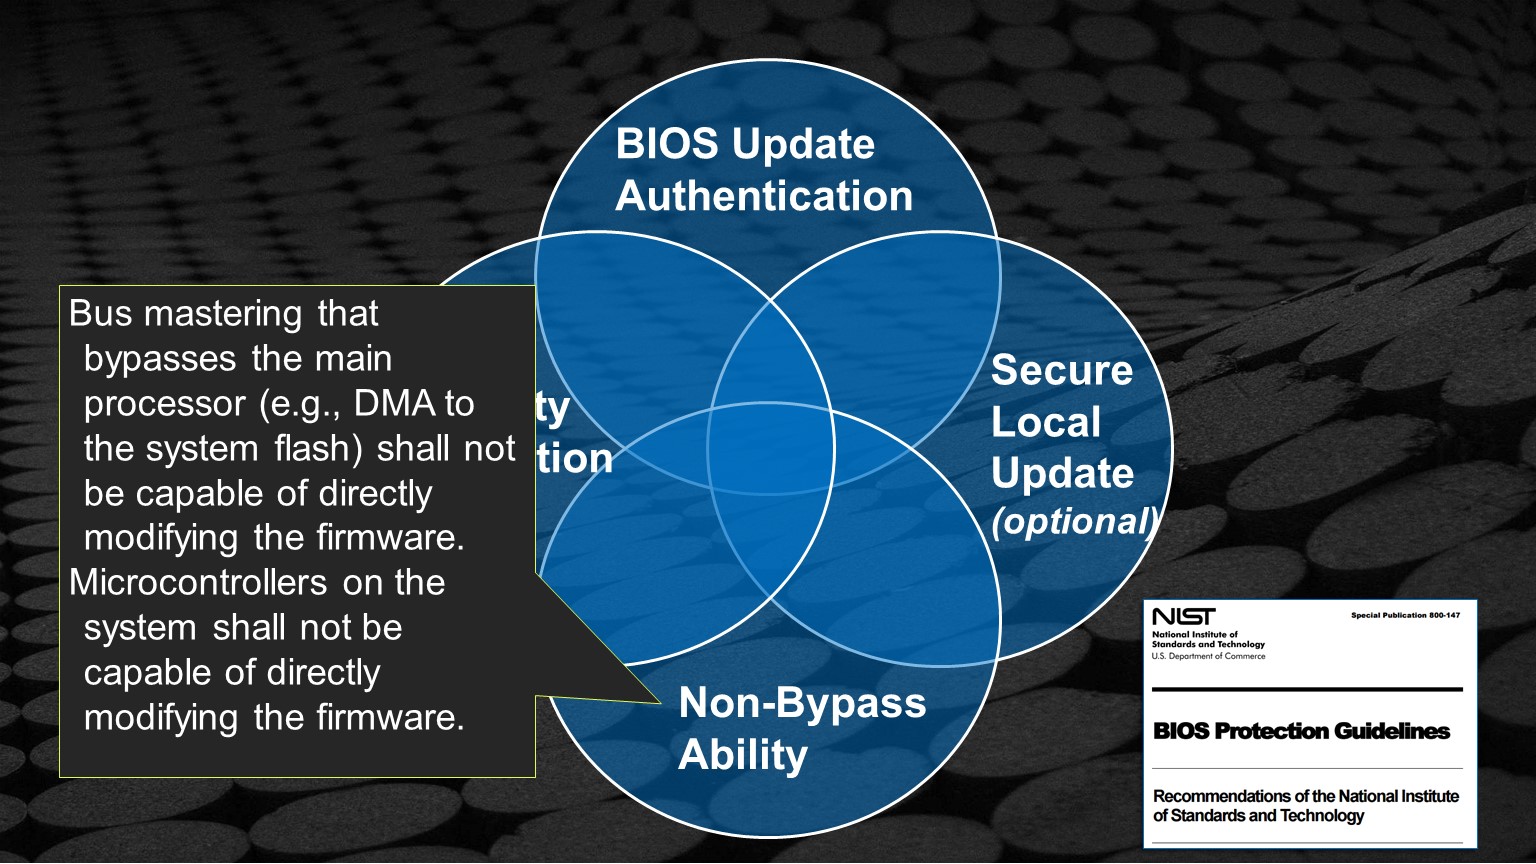 BIOS Update
Authentication
Bus mastering that
bypasses the main
processor (e.g., DMA to
the system flash) shall not
be capable of directly
modifying the firmware.
Microcontrollers on the
system shall not be
capable of directly
modifying the firmware.
ty
tion
Secure
Local
Update
(optional)
Non-Bypass
Ability
NIST
National Institute of
Standards and Technology
U.S. Department of Commerce
Special Publication 800-147
BIOS Protection Guidelines
Recommendations of the National Institute
of Standards and Technology